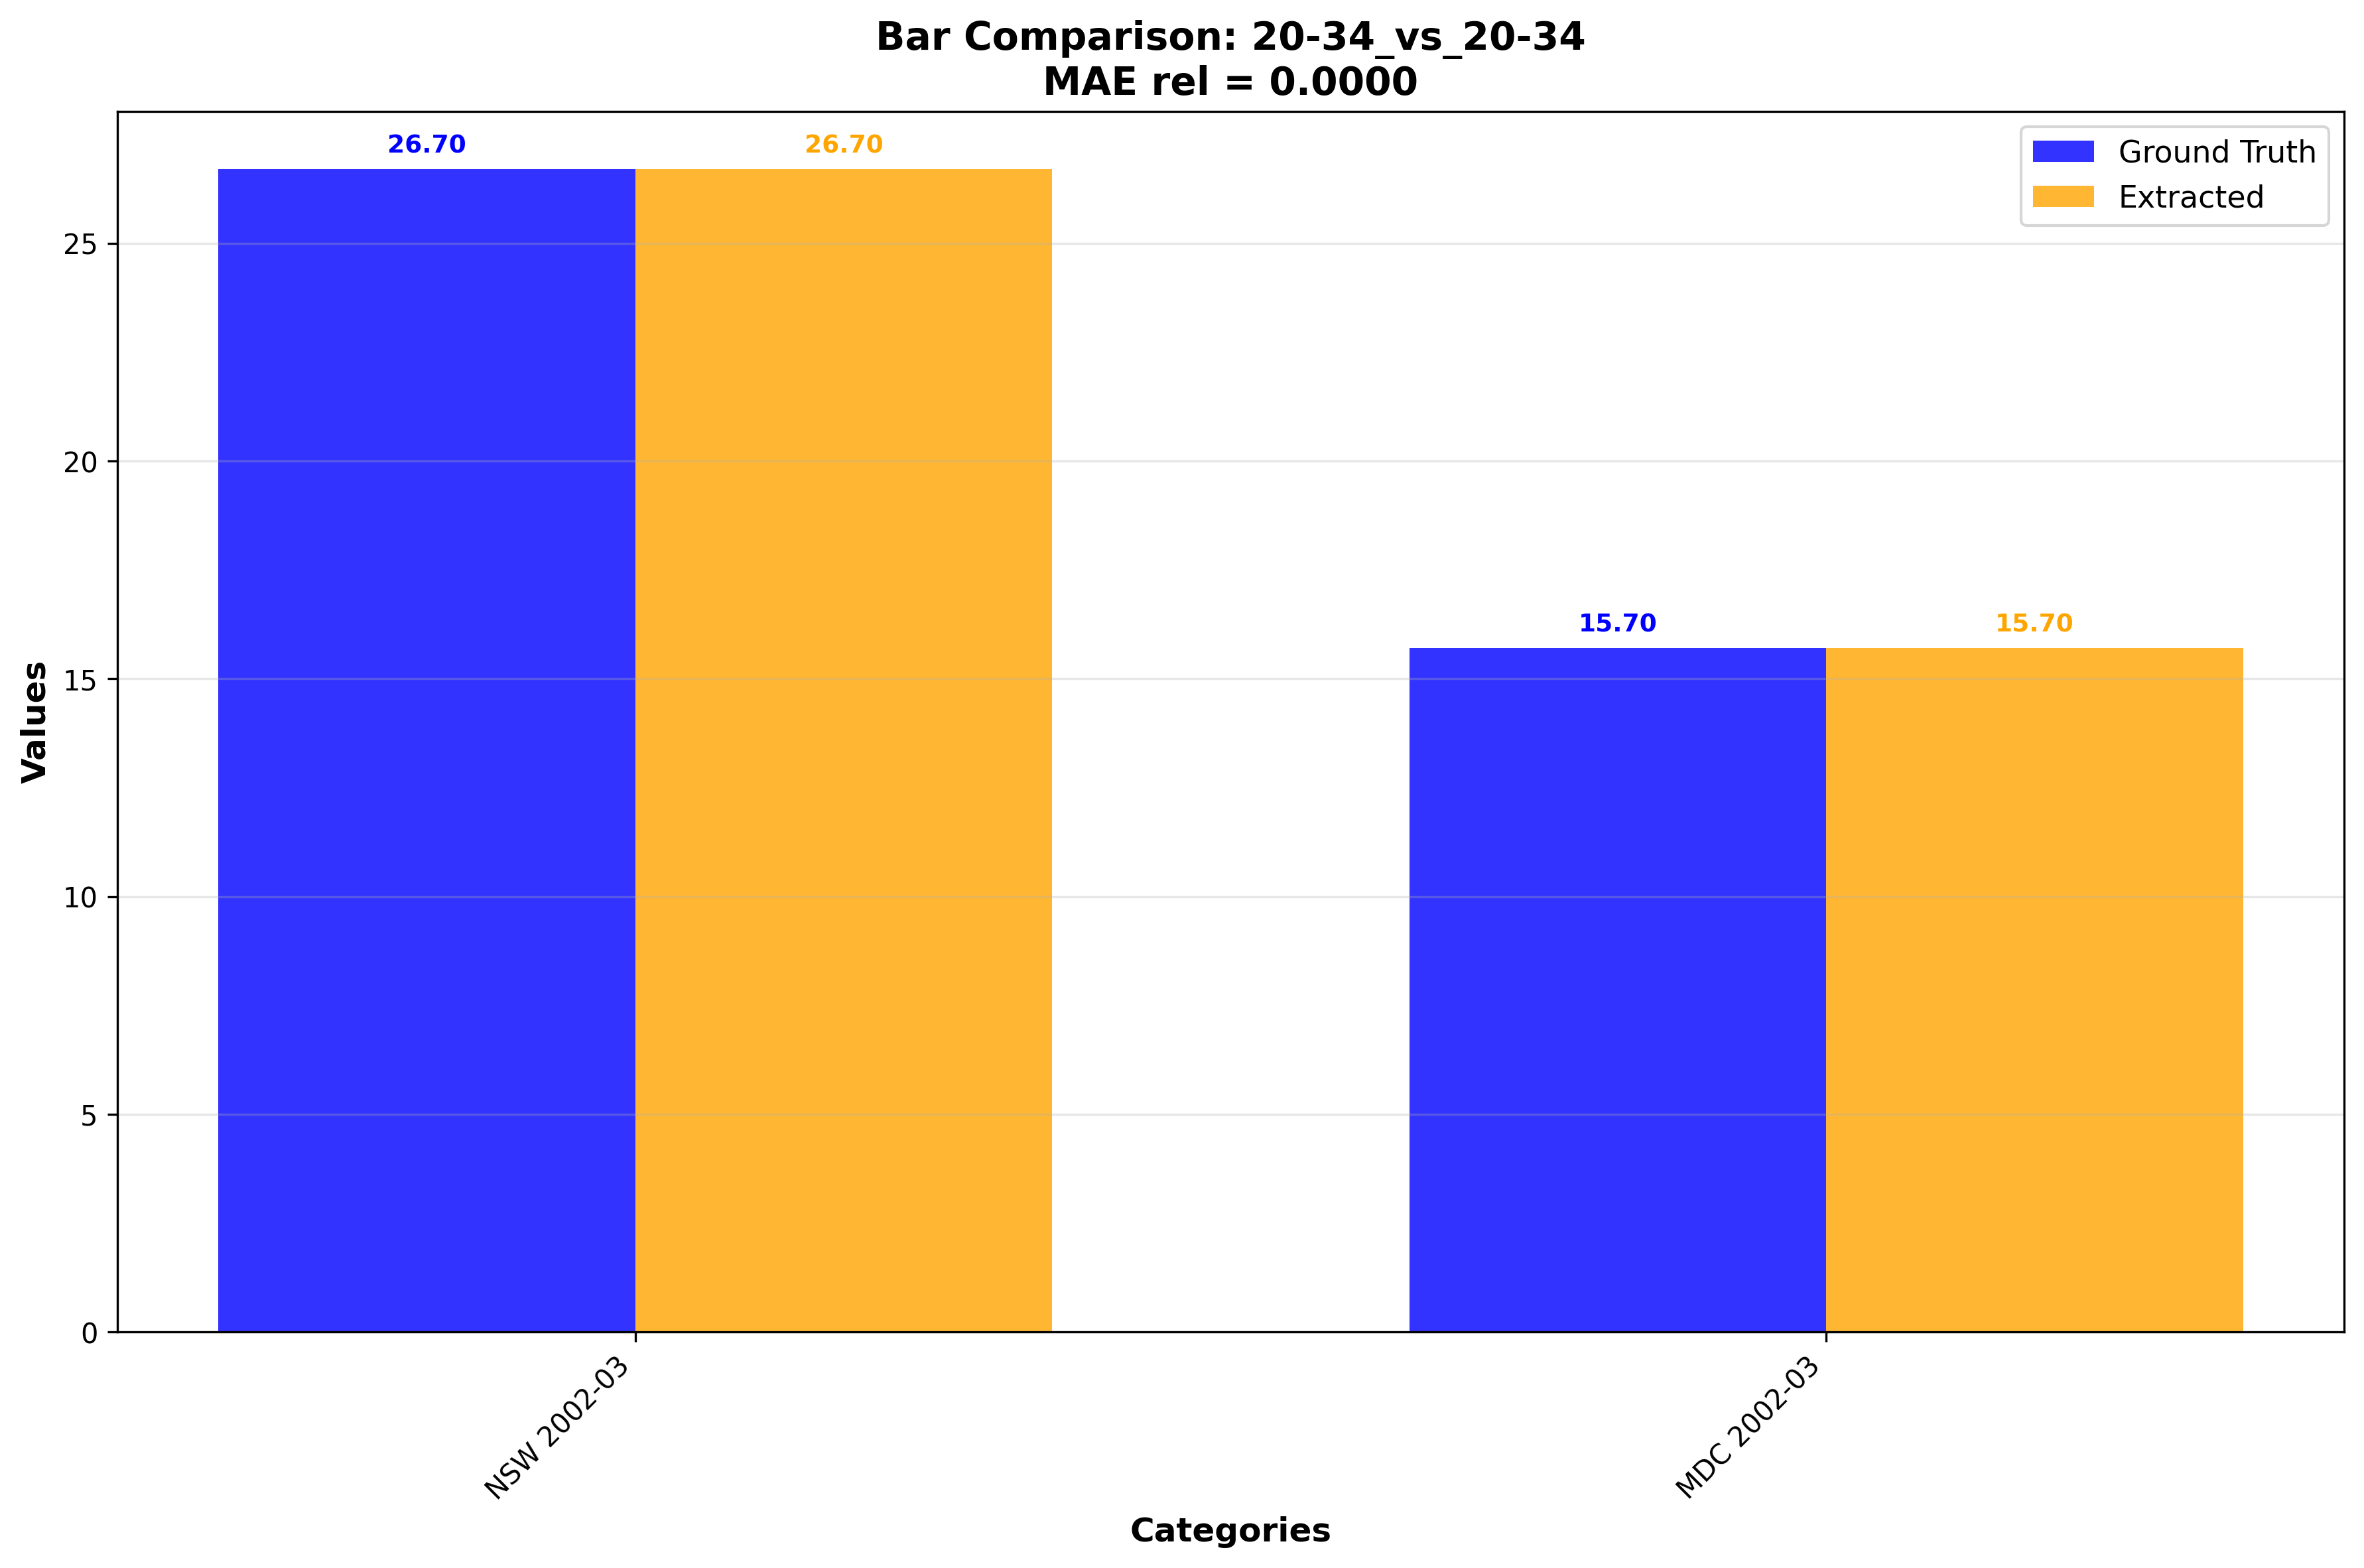 Bar Comparison: 20-34_vs_20-34
MAE rel = 0.0000
26.70
26.70
Ground Truth
Extracted
25
20
15.70
15.70
15
10
5
0
Values
NSW 2002-03
MDC 2002-03
Categories